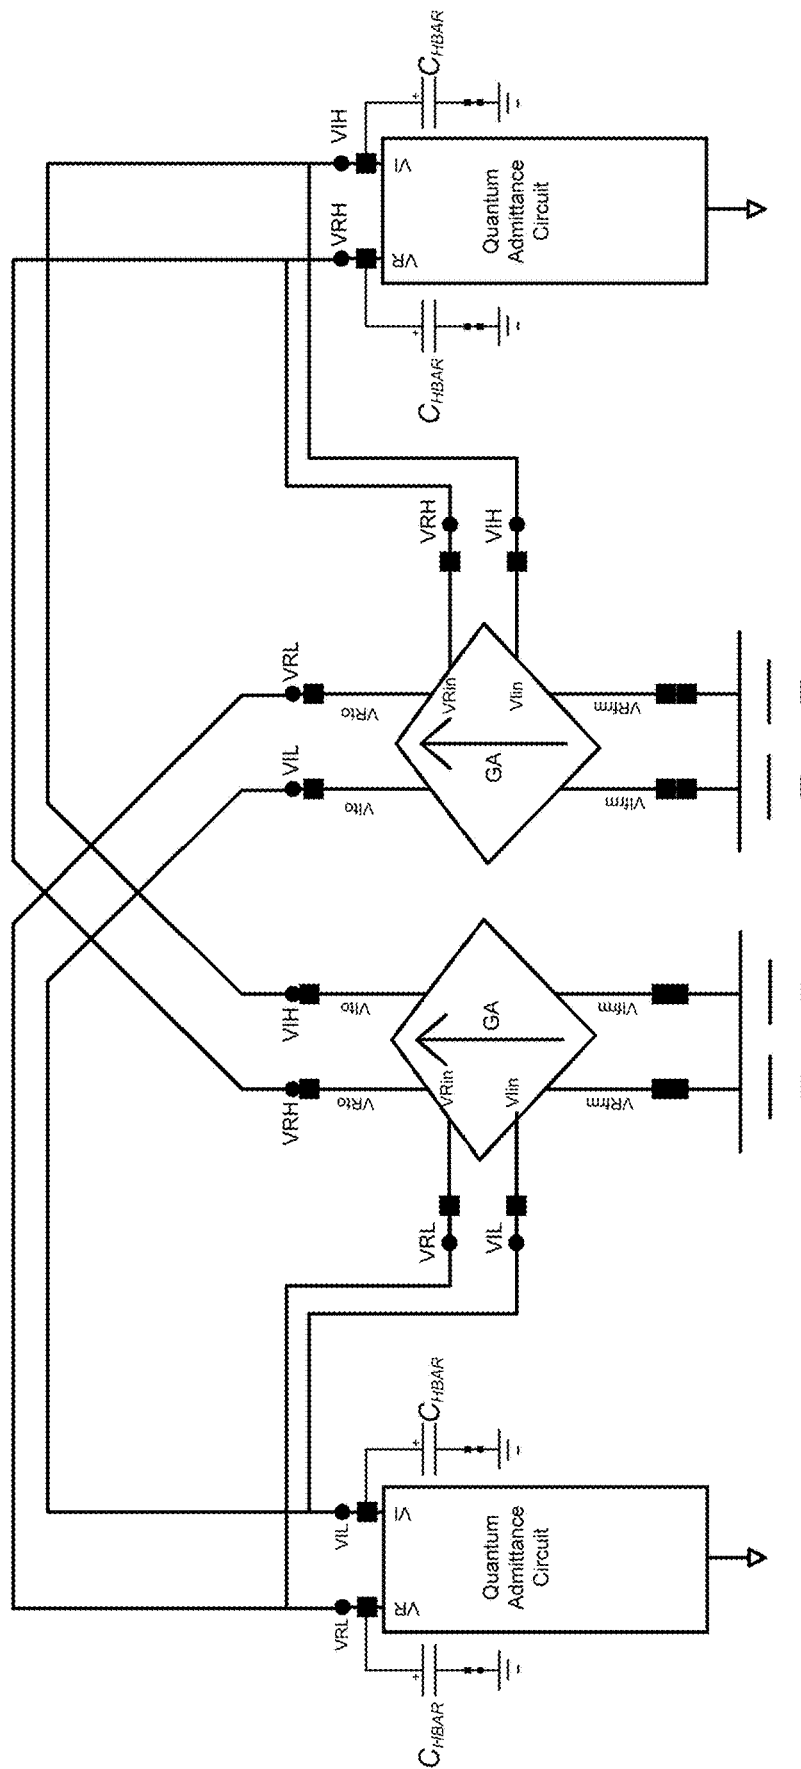 VRH
VIH
VIL
VRL
VRL
VIL
VRH
VIH
VRto
VIto
VIto
VRto
VR
VI
VR
VI
CHBAR
CHBAR
VRL
VRH
CHBAR
CHBAR
VRin
VRin
Quantum
Admittance
Circuit
VIL
GA
GA
VIH
Quantum
Admittance
Circuit
VIin
VIin
VRfrm
VIfrm
VIfrm
VRfrm